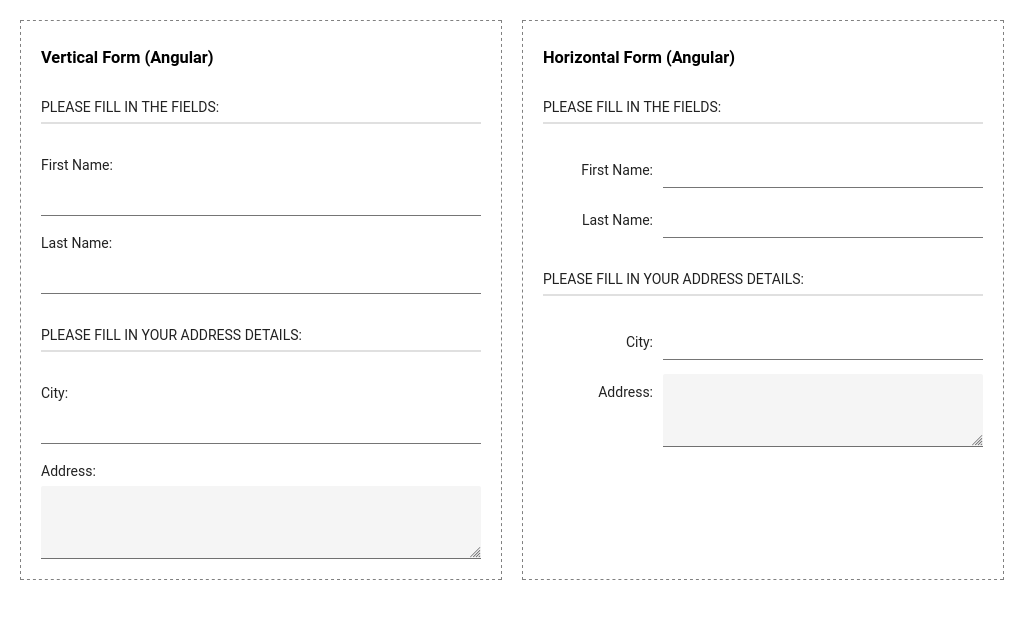 Vertical Form (Angular)
PLEASE FILL IN THE FIELDS:
First Name:
Last Name:
PLEASE FILL IN YOUR ADDRESS DETAILS:
City:
Address:
Horizontal Form (Angular)
PLEASE FILL IN THE FIELDS:
First Name:
Last Name:
PLEASE FILL IN YOUR ADDRESS DETAILS:
City:
Address: